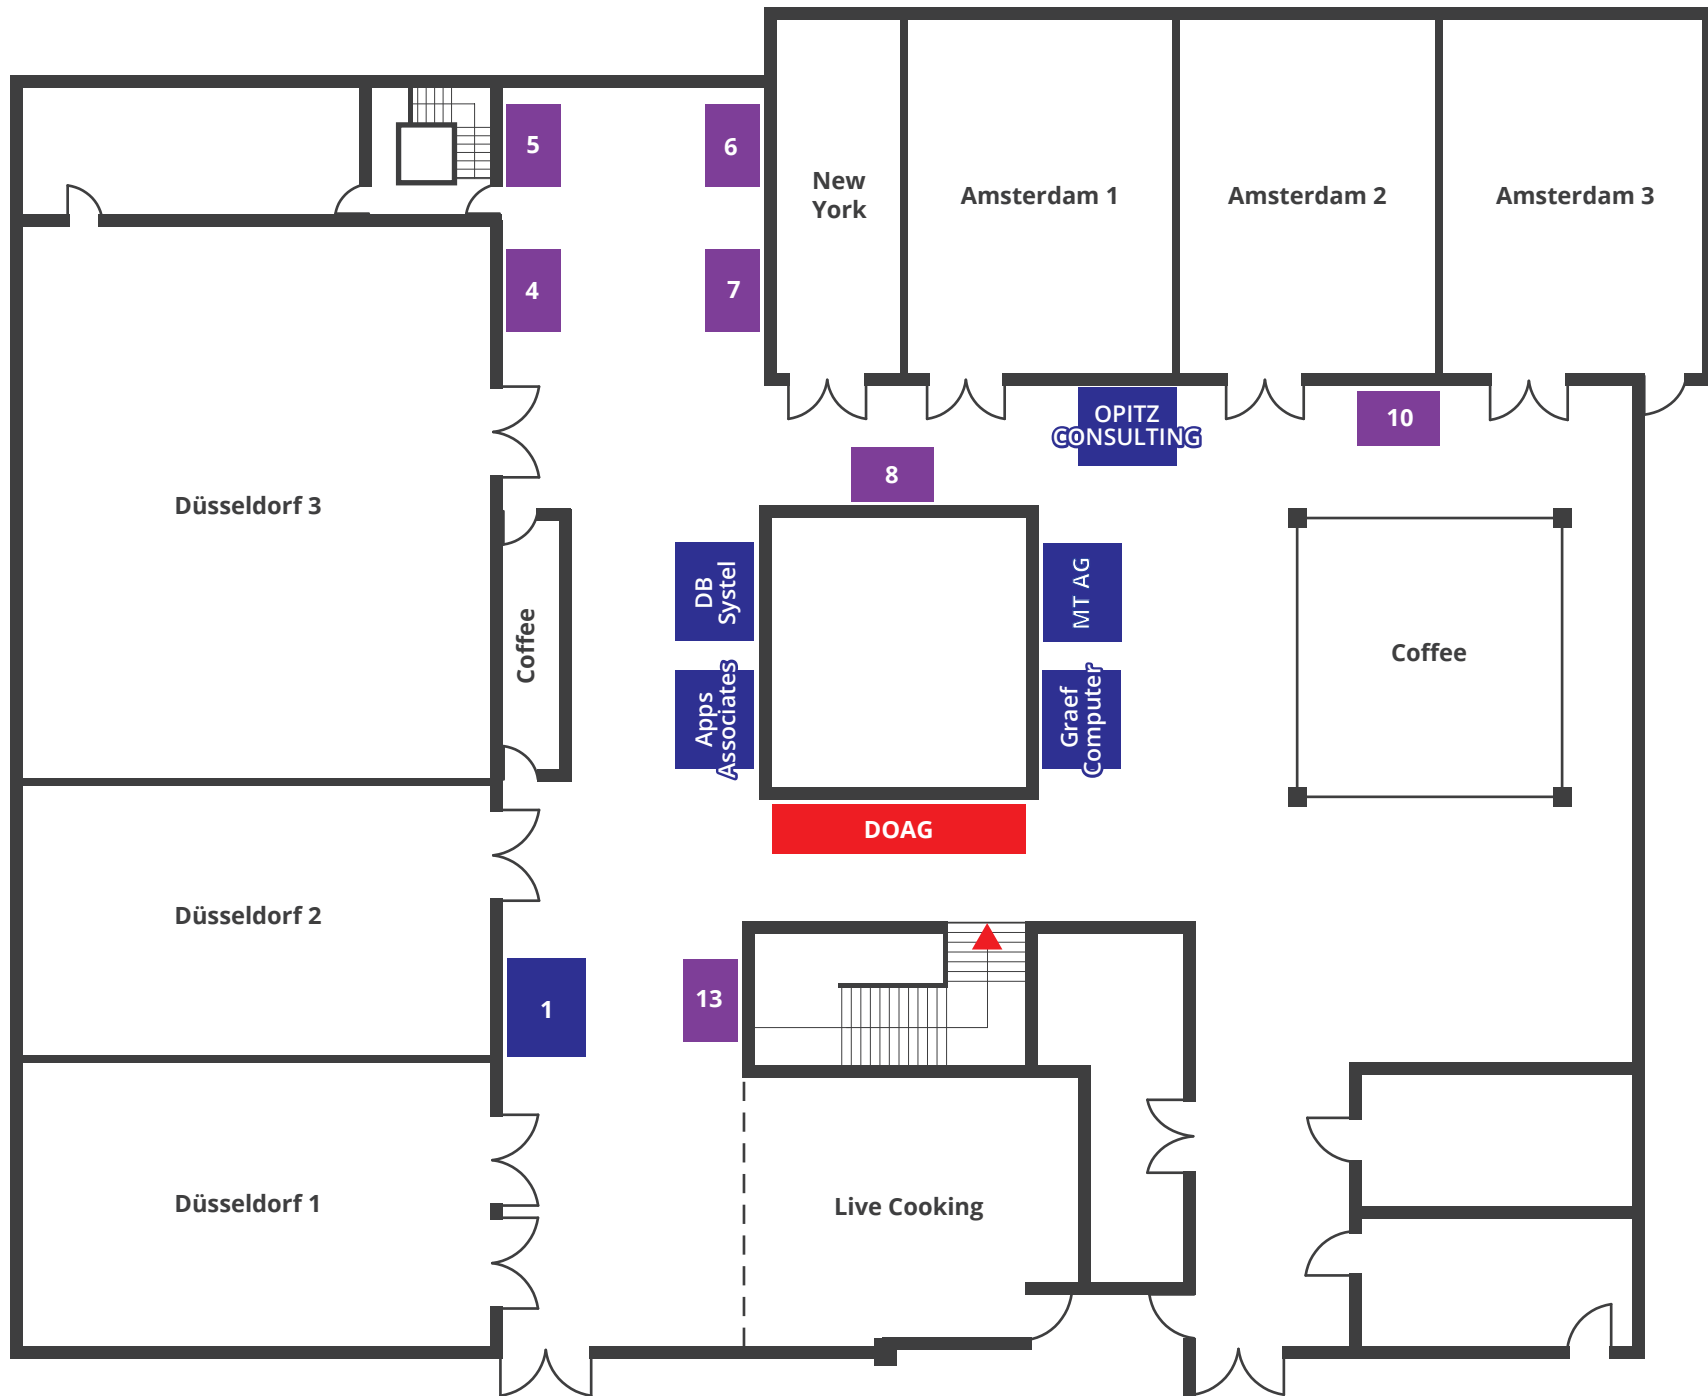 5
6
New
York
Amsterdam 1
Amsterdam 2
Amsterdam 3
4
7
OPITZ
CONSULTING
10
8
Düsseldorf 3
DB
Systel
MT AG
Coffee
Coffee
Apps
Associates
Graef
Computer
DOAG
Düsseldorf 2
1
13
Düsseldorf 1
Live Cooking